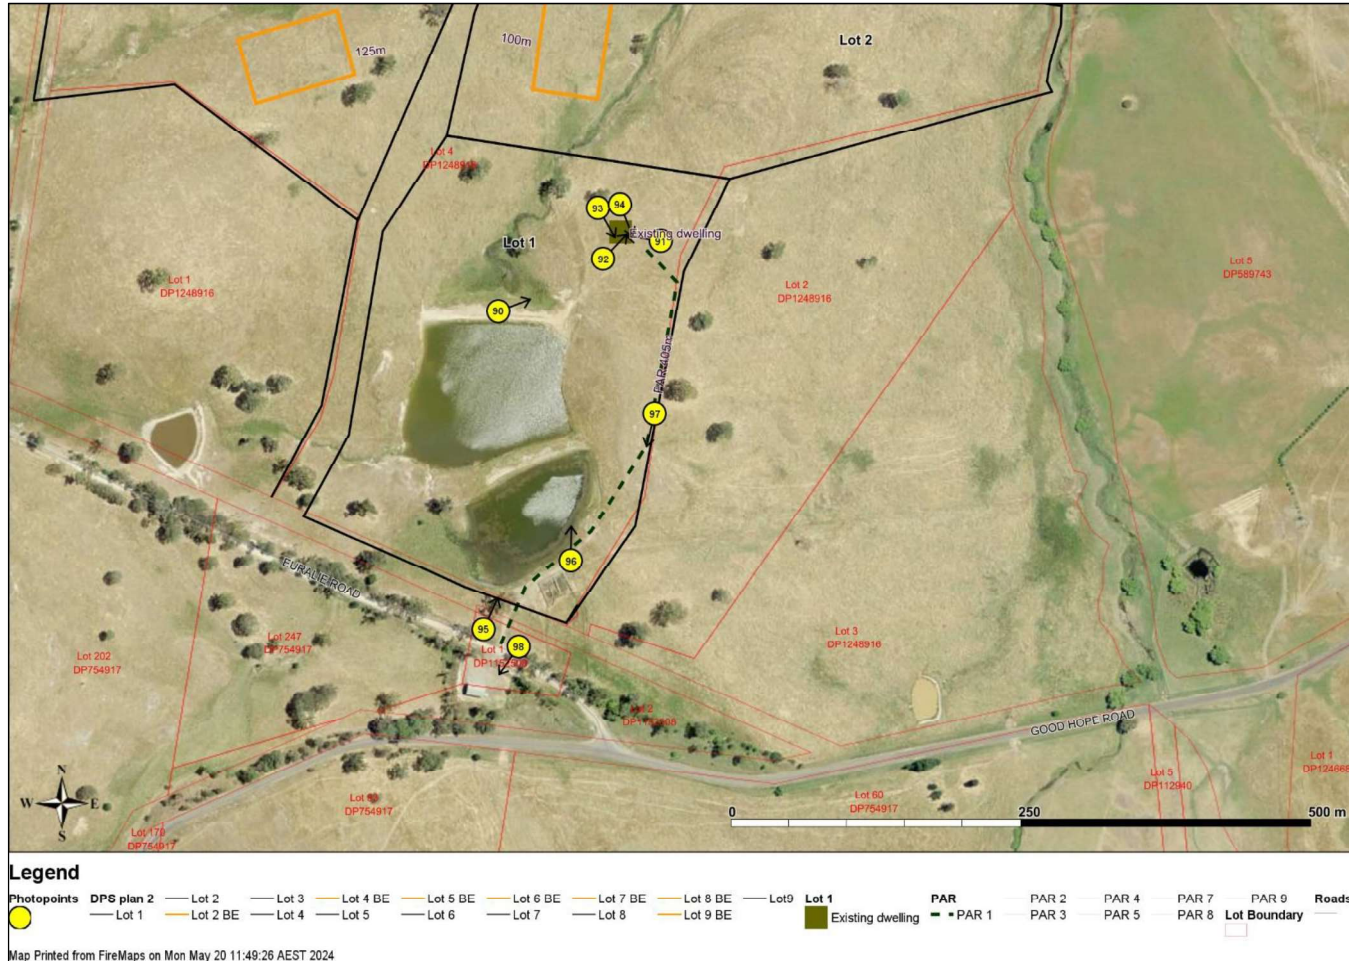 125m
100m
Lot 2
Lot 4
93
94
Existing dwelling
91
Lot 1
92
Lot 1
DP1248916
Lot 2
DP1248916
DP589743
90
97
96
EURALIE ROAD
95
98
Lot 247
DP754917
Lot 202
DP754917
Lot 1
Lot 3
DP1248916
GOOD HOPE ROAD
Lot 1
Lot 5
DP112940
Lot 60
DP754917
DP754917
DP754917
N
W E
S
0 250 500 m
Legend
Photopoints DPS plan 2 Lot 2 Lot 3 Lot 4 BE Lot 5 BE Lot 6 BE Lot 7 BE Lot 8 BE Lot9 Lot 1 PAR PAR 2 PAR 4 PAR 7 PAR 9 Roads
Lot 1 Lot 2 BE Lot 4 Lot 5 Lot 6 Lot 7 Lot 8 Lot 9 BE Existing dwelling PAR 1 PAR 3 PAR 5 PAR 8 Lot Boundary
Map Printed from FireMaps on Mon May 20 11:49:26 AEST 2024